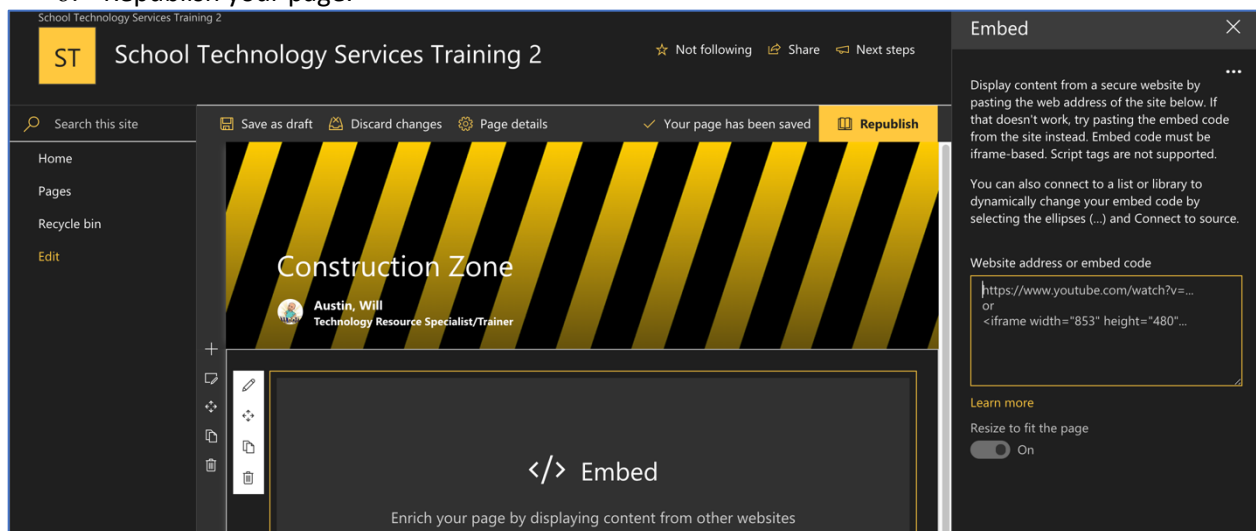 Republish your page.
School Technology Services Training 2
ST
School Technology Services Training 2
Not following
Share
Next steps
Search this site
Home
Pages
Recycle bin
Edit
Save as draft
Discard changes
Page details
Your page has been saved
Republish
Construction Zone
Austin, Will
Technology Resource Specialist/Trainer
</> Embed
Enrich your page by displaying content from other websites
Embed
Display content from a secure website by
pasting the web address of the site below. If
that doesn't work, try pasting the embed code
from the site instead. Embed code must be
iframe-based. Script tags are not supported.
You can also connect to a list or library to
dynamically change your embed code by
selecting the ellipses (...) and Connect to source.
Website address or embed code
https://www.youtube.com/watch?v=...
or
<iframe width="853" height="480"...
Learn more
Resize to fit the page
On